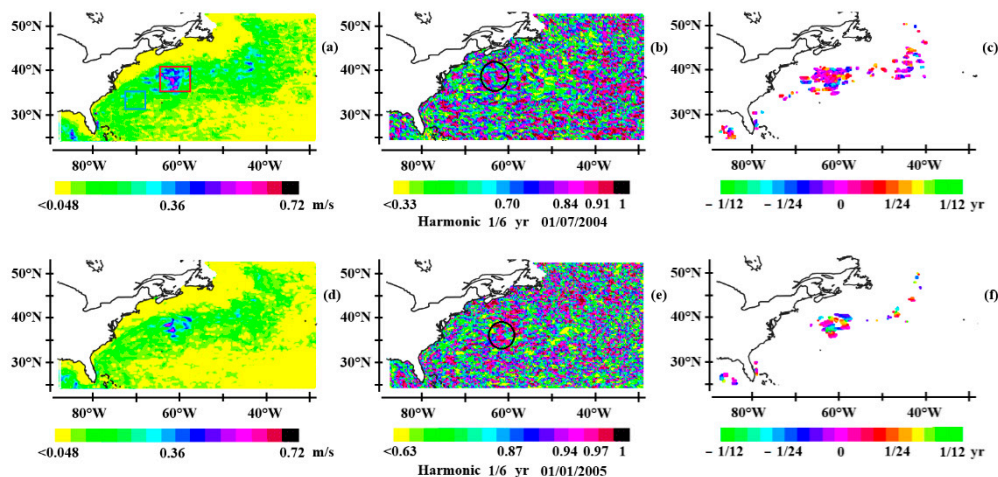 50°N
40°N
30°N
80°W 60°W 40°W
(a)
<0.048 0.36 0.72 m/s
50°N
40°N
30°N
80°W 60°W 40°W
(b)
<0.33 0.70 0.84 0.91 1
Harmonic 1/6 yr 01/07/2004
50°N
40°N
30°N
80°W 60°W 40°W
(c)
− 1/12 − 1/24 0 1/24 1/12 yr
50°N
40°N
30°N
80°W 60°W 40°W
(d)
<0.048 0.36 0.72 m/s
50°N
40°N
30°N
80°W 60°W 40°W
(e)
<0.63 0.87 0.94 0.97 1
Harmonic 1/6 yr 01/01/2005
50°N
40°N
30°N
80°W 60°W 40°W
(f)
− 1/12 − 1/24 0 1/24 1/12 yr